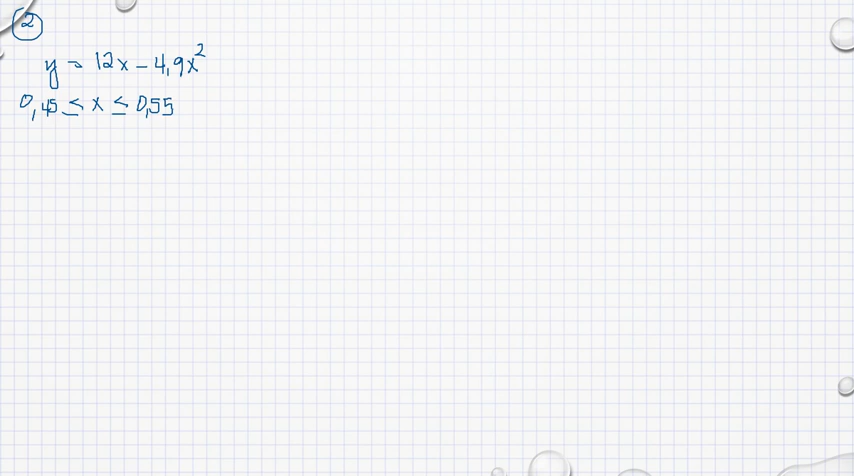 2
y = 12x - 4,9x²
0,45 ≤ x ≤ 0,55